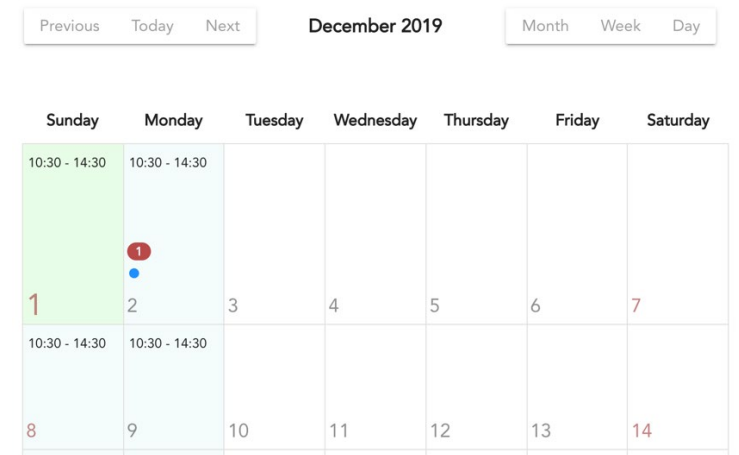 Previous Today Next December 2019 Month Week Day
Sunday Monday Tuesday Wednesday Thursday Friday Saturday
10:30 - 14:30 10:30 - 14:30
1
1 2 3 4 5 6 7
10:30 - 14:30 10:30 - 14:30
8 9 10 11 12 13 14